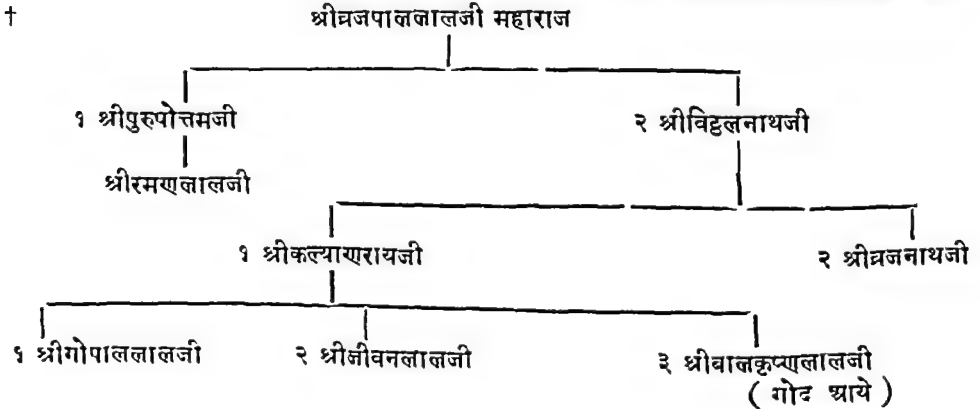 †
श्रीव्रजपाललालजी महाराज
१ श्रीपुरुषोत्तमजी २ श्रीविट्ठलनाथजी
श्रीरमणलालजी
१ श्रीकल्याणरायजी २ श्रीव्रजनाथजी
१ श्रीगोपाललालजी २ श्रीजीवनलालजी ३ श्रीबालकृष्णलालजी
( गोद आये )